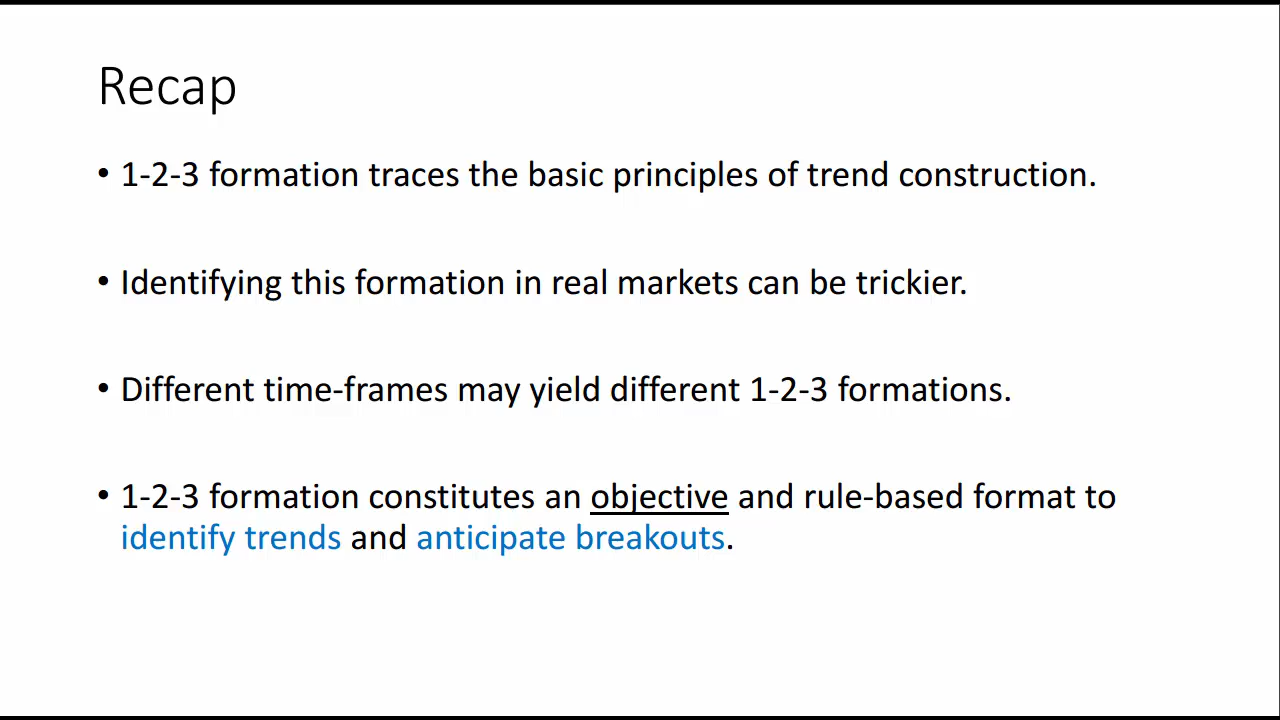 Recap
• 1-2-3 formation traces the basic principles of trend construction.
• Identifying this formation in real markets can be trickier.
• Different time-frames may yield different 1-2-3 formations.
• 1-2-3 formation constitutes an objective and rule-based format to
identify trends and anticipate breakouts.